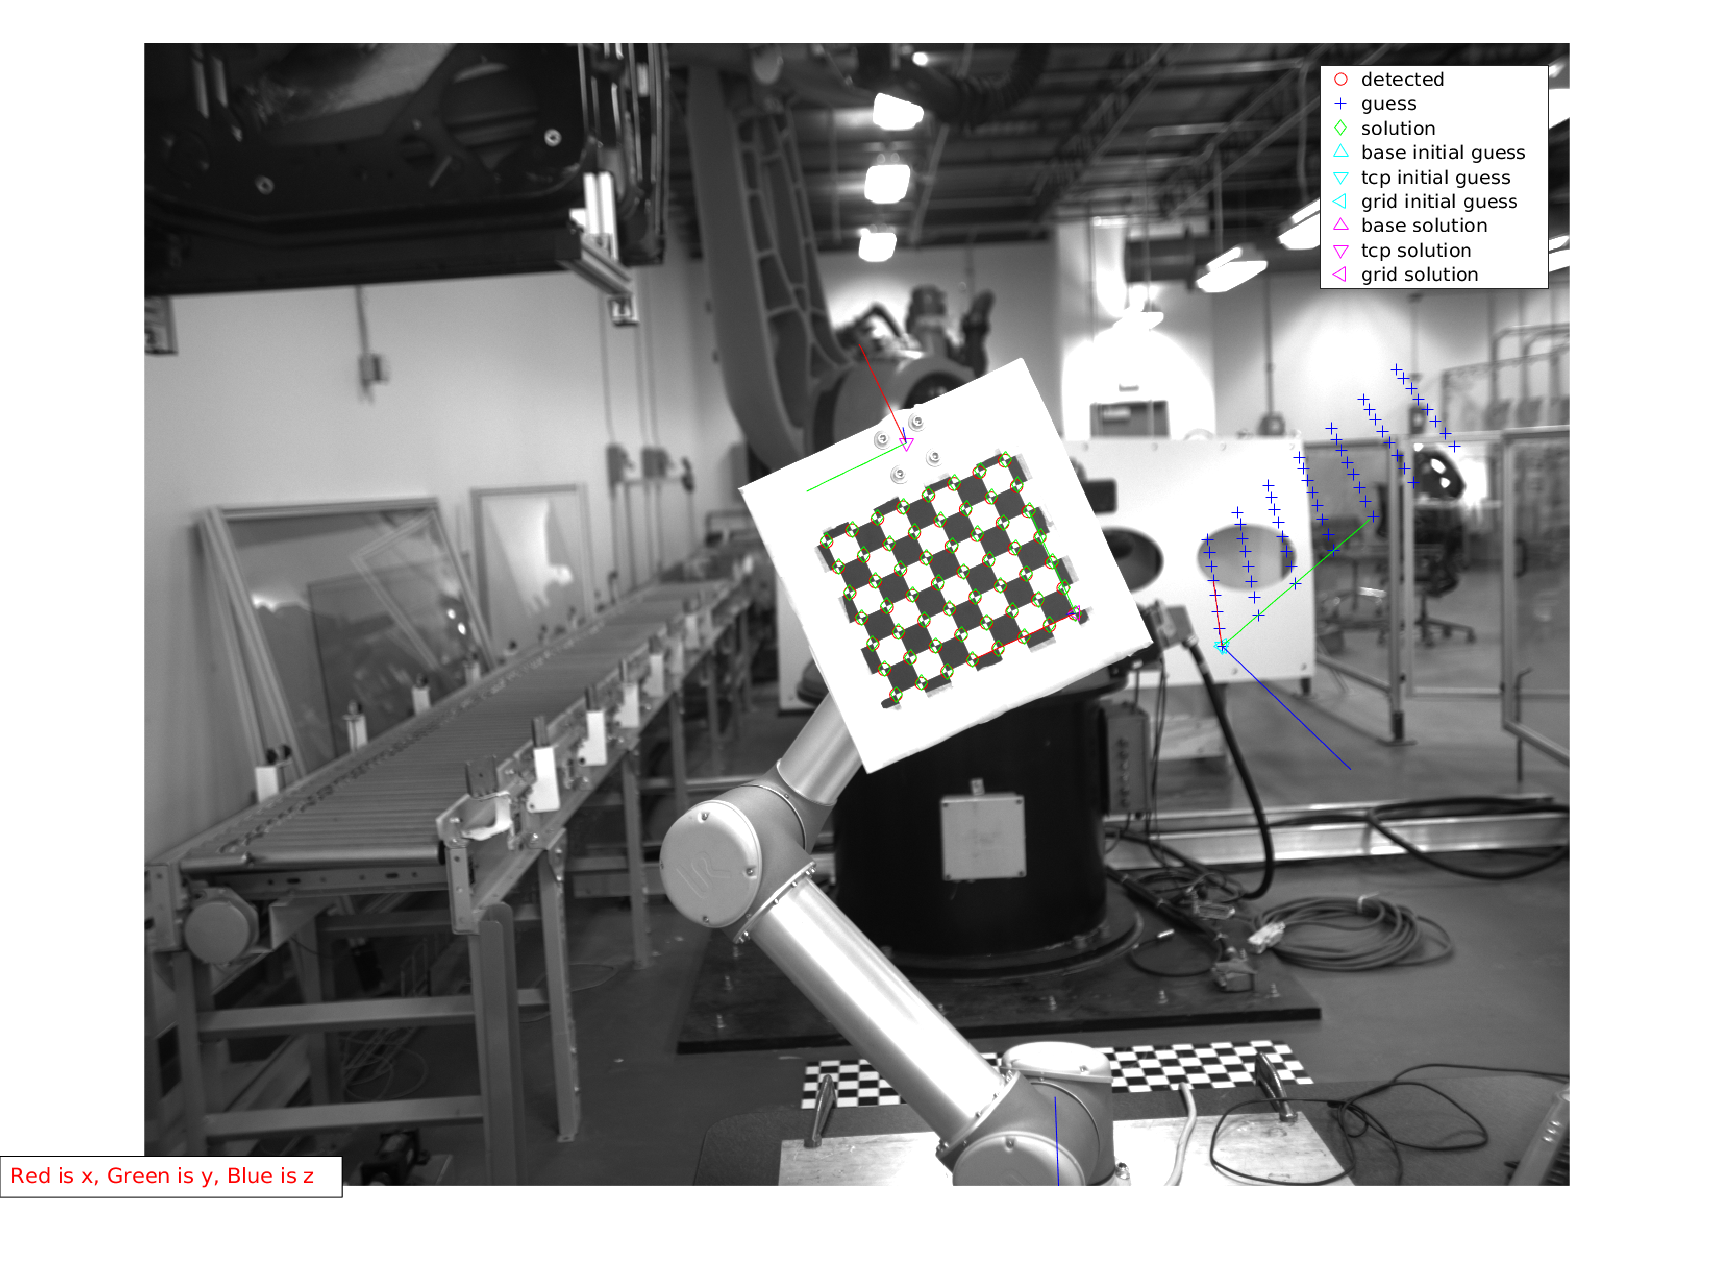 detected
guess
solution
base initial guess
tcp initial guess
grid initial guess
base solution
tcp solution
grid solution
Red is x, Green is y, Blue is z